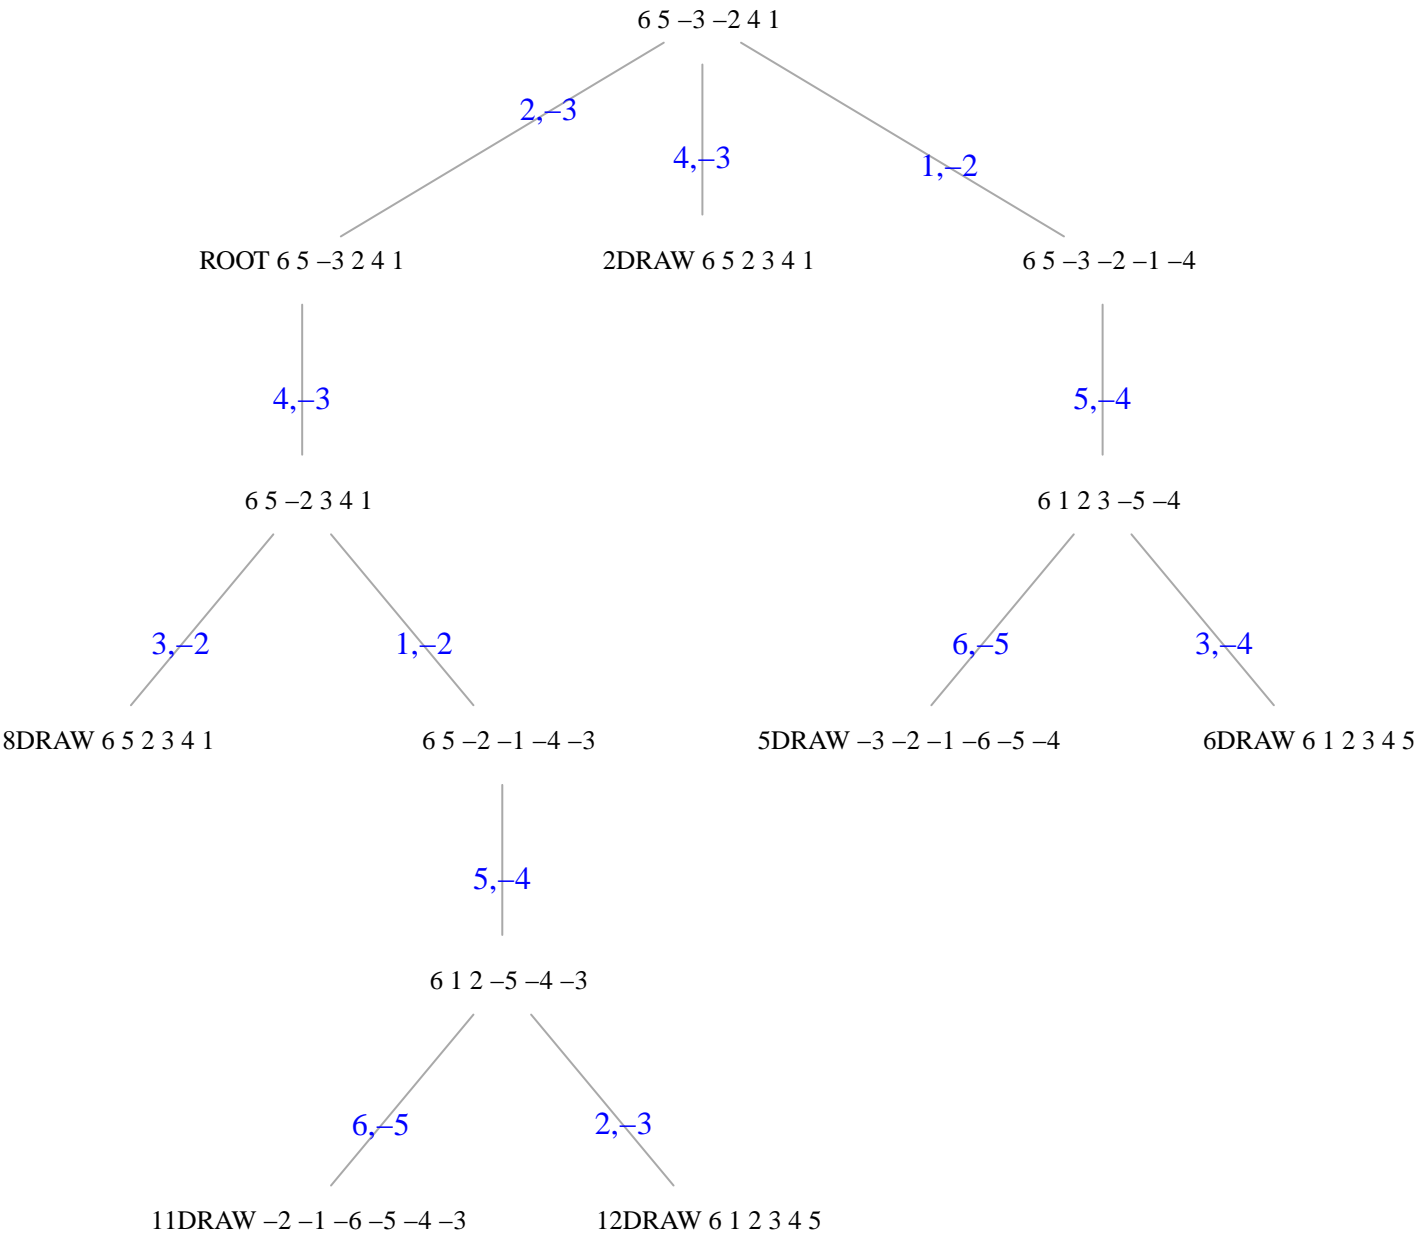 6 5 –3 –2 4 1
2,–3
4,–3
1,–2
ROOT 6 5 –3 2 4 1
2DRAW 6 5 2 3 4 1
6 5 –3 –2 –1 –4
4,–3
5,–4
6 5 –2 3 4 1
6 1 2 3 –5 –4
3,–2
1,–2
6,–5
3,–4
8DRAW 6 5 2 3 4 1
6 5 –2 –1 –4 –3
5DRAW –3 –2 –1 –6 –5 –4
6DRAW 6 1 2 3 4 5
5,–4
6 1 2 –5 –4 –3
6,–5
2,–3
11DRAW –2 –1 –6 –5 –4 –3
12DRAW 6 1 2 3 4 5